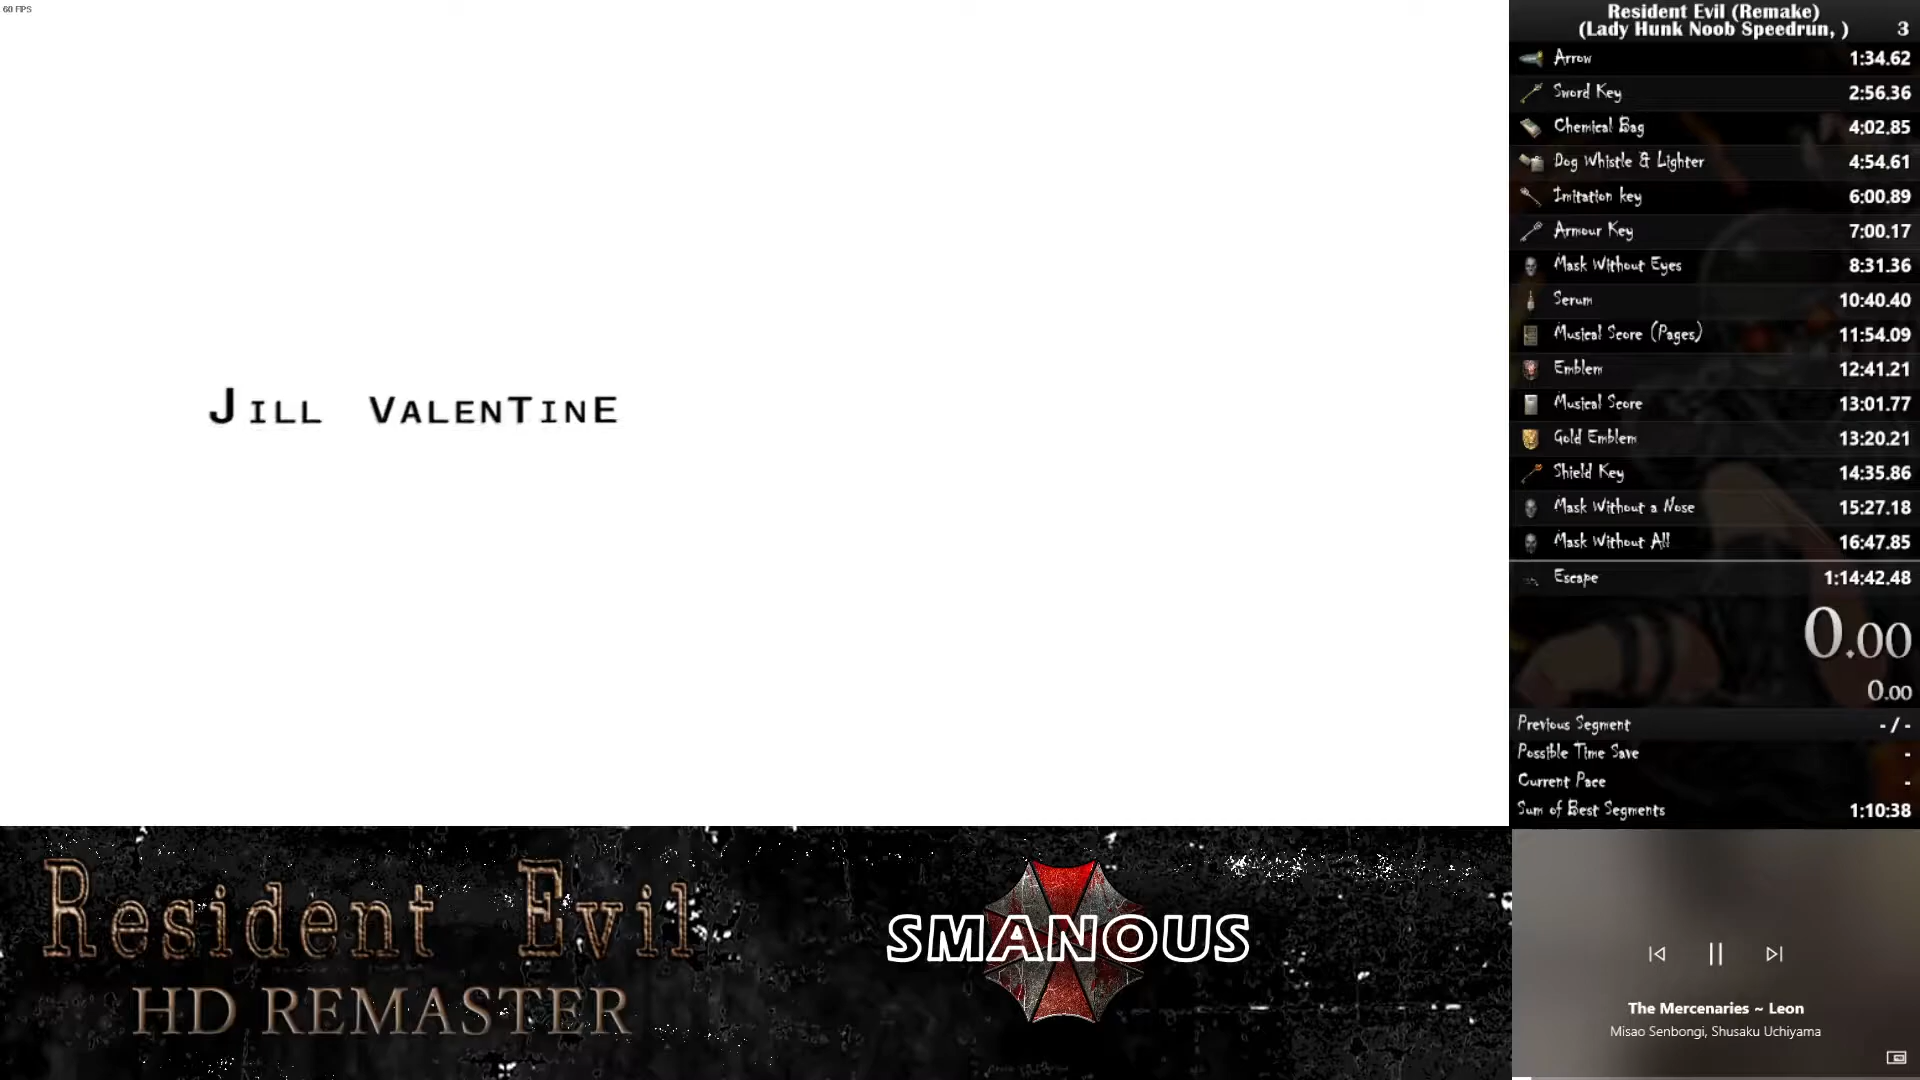 60 FPS
Resident Evil (Remake)
(Lady Hunk Noob Speedrun, ) 3
Arrow 1:34.62
Sword Key 2:56.36
Chemical Bag 4:02.85
Dog Whistle & Lighter 4:54.61
Imitation key 6:00.89
Armour Key 7:00.17
Mask Without Eyes 8:31.36
Serum 10:40.40
Musical Score (Pages) 11:54.09
Emblem 12:41.21
Musical Score 13:01.77
Gold Emblem 13:20.21
Shield Key 14:35.86
Mask Without a Nose 15:27.18
Mask Without All 16:47.85
Escape 1:14:42.48
0.00
0.00
Previous Segment - / -
Possible Time Save -
Current Pace -
Sum of Best Segments 1:10:38
JILL VALENTINE
Resident Evil
HD REMASTER
SMANOUS
The Mercenaries ~ Leon
Misao Senbongi, Shusaku Uchiyama